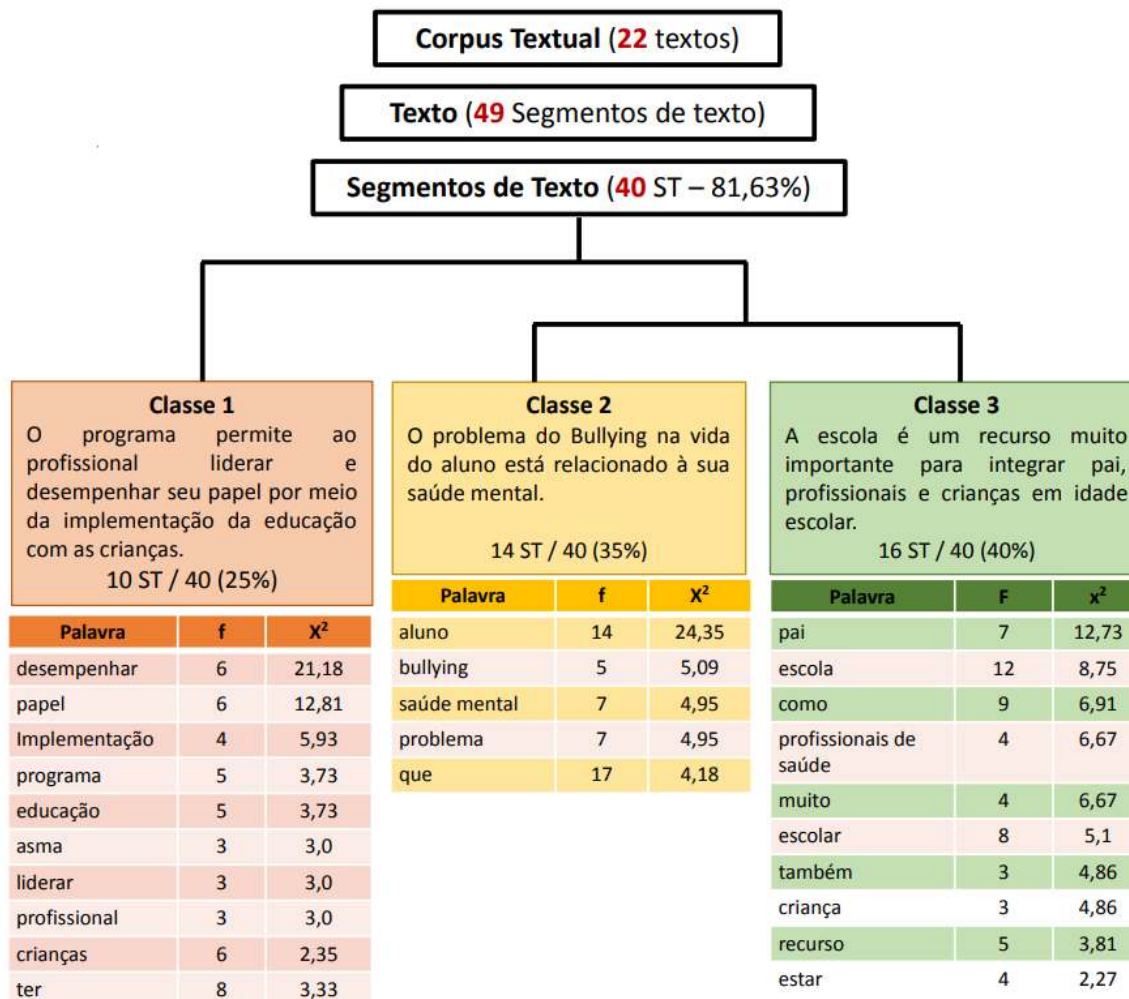 Corpus Textual (22 textos)
Texto (49 Segmentos de texto)
Segmentos de Texto (40 ST – 81,63%)
Classe 1
O programa permite ao
profissional liderar e
desempenhar seu papel por meio
da implementação da educação
com as crianças.
10 ST / 40 (25%)
Palavra f X²
desempenhar 6 21,18
papel 6 12,81
Implementação 4 5,93
programa 5 3,73
educação 5 3,73
asma 3 3,0
liderar 3 3,0
profissional 3 3,0
crianças 6 2,35
ter 8 3,33
Classe 2
O problema do Bullying na vida
do aluno está relacionado à sua
saúde mental.
14 ST / 40 (35%)
Palavra f X²
aluno 14 24,35
bullying 5 5,09
saúde mental 7 4,95
problema 7 4,95
que 17 4,18
Classe 3
A escola é um recurso muito
importante para integrar pai,
profissionais e crianças em idade
escolar.
16 ST / 40 (40%)
Palavra F x²
pai 7 12,73
escola 12 8,75
como 9 6,91
profissionais de
saúde 4 6,67
muito 4 6,67
escolar 8 5,1
também 3 4,86
criança 3 4,86
recurso 5 3,81
estar 4 2,27